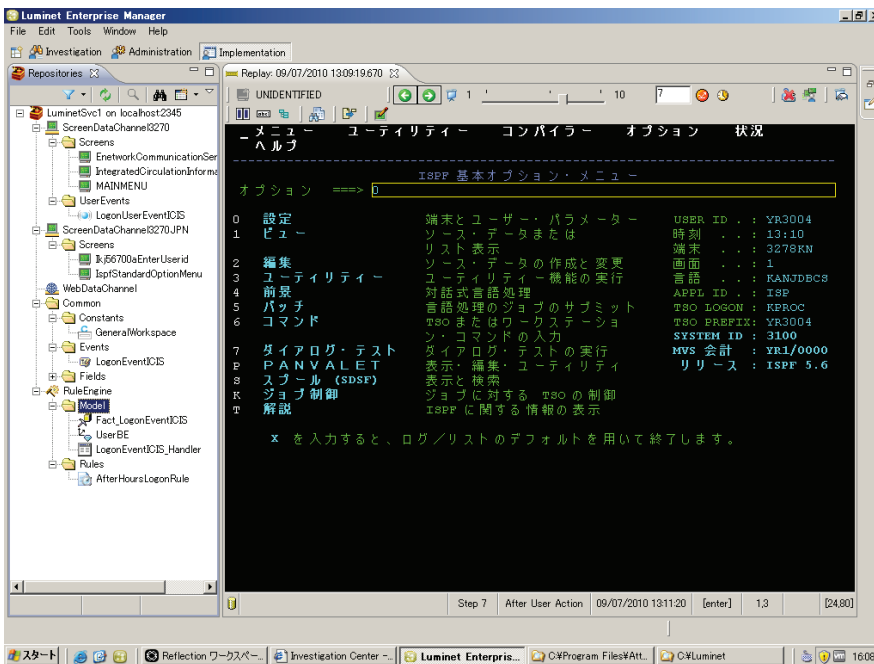 Luminet Enterprise Manager
File Edit Tools Window Help
Investigation Administration Implementation
Repositories
Replay: 09/07/2010 13:09:19.670
UNIDENTIFIED 1 10 7
LuminetSvc1 on localhost:2345
ScreenDataChannel3270
Screens
EnetworkCommunicationSer
IntegratedCirculationInforma
MAINMENU
UserEvents
LogonUserEventICIS
ScreenDataChannel3270JPN
Screens
Ikj56700aEnterUserid
IspfStandardOptionMenu
WebDataChannel
Common
Constants
GeneralWorkspace
Events
LogonEventICIS
Fields
RuleEngine
Model
Fact_LogonEventICIS
UserBE
LogonEventICIS_Handler
Rules
AfterHoursLogonRule
メニュー ユーティリティー コンパイラー オプション 状況
ヘルプ
ISPF 基本オプション・メニュー
オプション ===> 0
0 設定 端末とユーザー・パラメーター USER ID . : YR3004
1 ビュー ソース・データまたは 時刻 . . : 13:10
リスト表示 端末 . . : 3278KN
2 編集 ソース・データの作成と変更 画面 . . : 1
3 ユーティリティー ユーティリティー機能の実行 言語 . . : KANJDBCS
4 前景 対話式言語処理 APPL ID . : ISP
5 バッチ 言語処理のジョブのサブミット TSO LOGON : KPROC
6 コマンド TSO またはワークステーショ TSO PREFIX: YR3004
ン・コマンドの入力 SYSTEM ID : 3100
7 ダイアログ・テスト ダイアログ・テストの実行 MVS 会計 : YR1/0000
P PANVALET 表示・編集・ユーティリティ リリース : ISPF 5.6
S スプール (SDSF) 表示と検索
K ジョブ制御 ジョブに対する TSO の制御
T 解説 ISPF に関する情報の表示
X を入力すると、ログ/リストのデフォルトを用いて終了します。
Step 7 After User Action 09/07/2010 13:11:20 [enter] 1,3 [24,80]
スタート Reflection ワークスペー... Investigation Center -... Luminet Enterpris... C:¥Program Files¥Att... C:¥Luminet 16:08